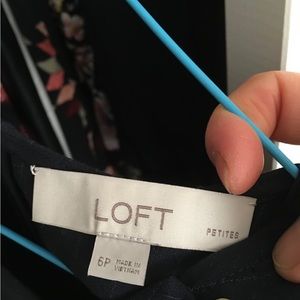 LOFT
PETITES
6P
MADE IN
VIETNAM